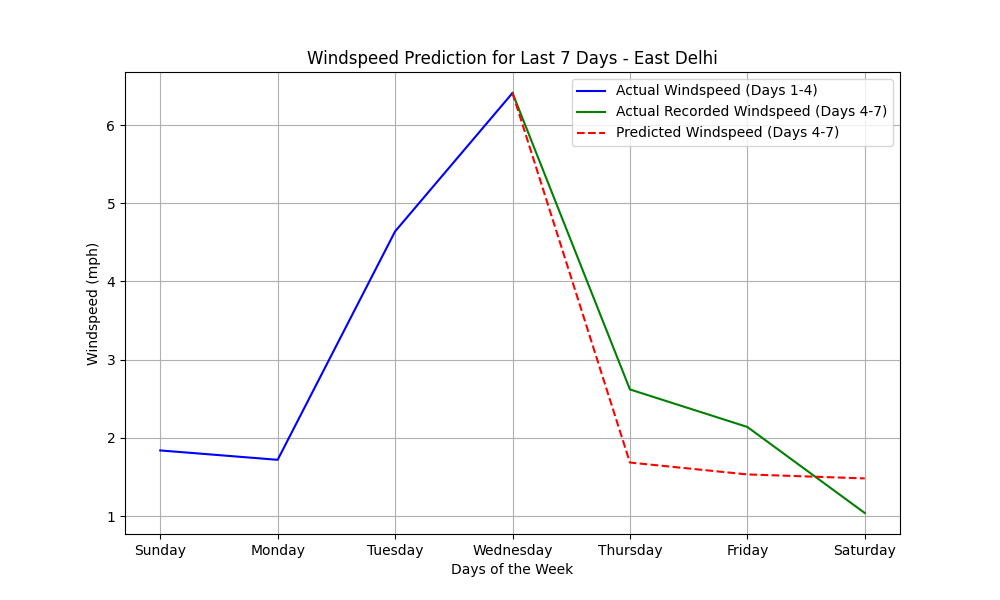 Windspeed Prediction for Last 7 Days - East Delhi
Actual Windspeed (Days 1-4)
Actual Recorded Windspeed (Days 4-7)
Predicted Windspeed (Days 4-7)
Windspeed (mph)
6
5
4
3
2
1
Sunday
Monday
Tuesday
Wednesday
Thursday
Friday
Saturday
Days of the Week